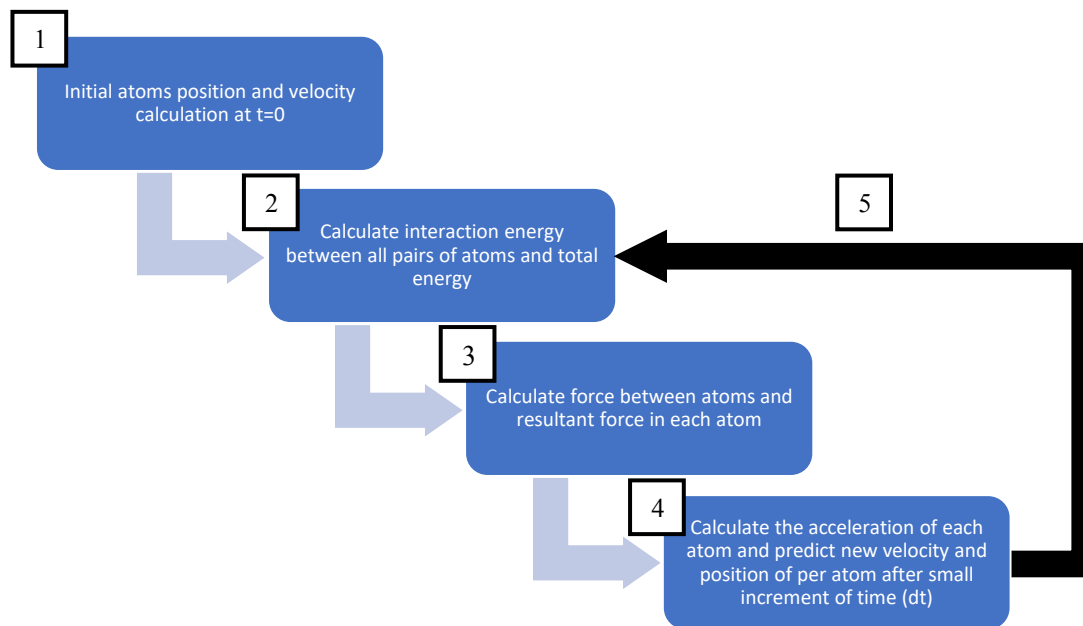 1
Initial atoms position and velocity
calculation at t=0
2
5
Calculate interaction energy
between all pairs of atoms and total
energy
3
Calculate force between atoms and
resultant force in each atom
4
Calculate the acceleration of each
atom and predict new velocity and
position of per atom after small
increment of time (dt)